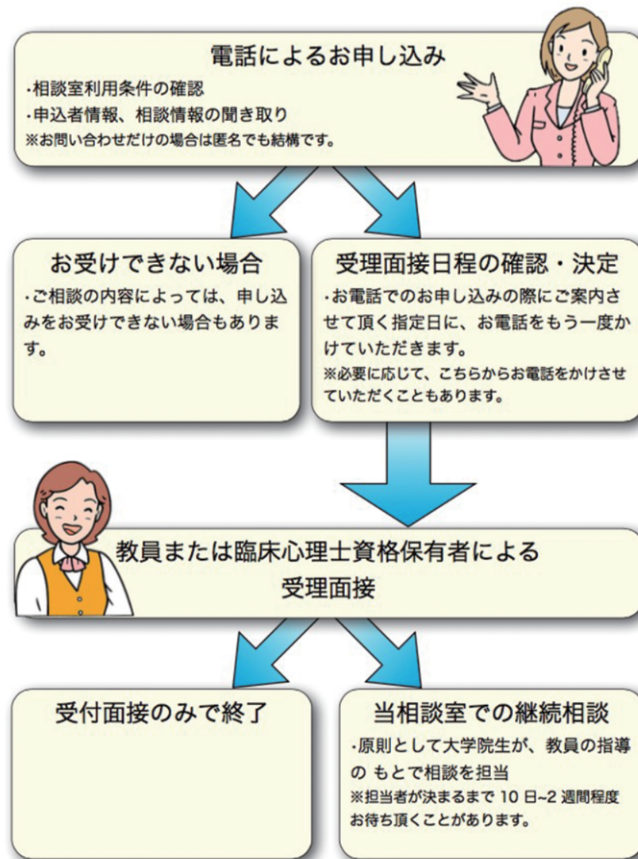 電話によるお申し込み
・相談室利用条件の確認
・申込者情報、相談情報の聞き取り
※お問い合わせだけの場合は匿名でも結構です。
お受けできない場合
・ご相談の内容によっては、申し込
みをお受けできない場合もありま
す。
受理面接日程の確認・決定
・お電話でのお申し込みの際にご案内さ
せて頂く指定日に、お電話をもう一度か
けていただきます。
※必要に応じて、こちらからお電話をかけさせ
ていただくこともあります。
教員または臨床心理士資格保有者による
受理面接
受付面接のみで終了
当相談室での継続相談
・原則として大学院生が、教員の指導
の もとで相談を担当
※担当者が決まるまで 10 日~2 週間程度
お待ち頂くことがあります。